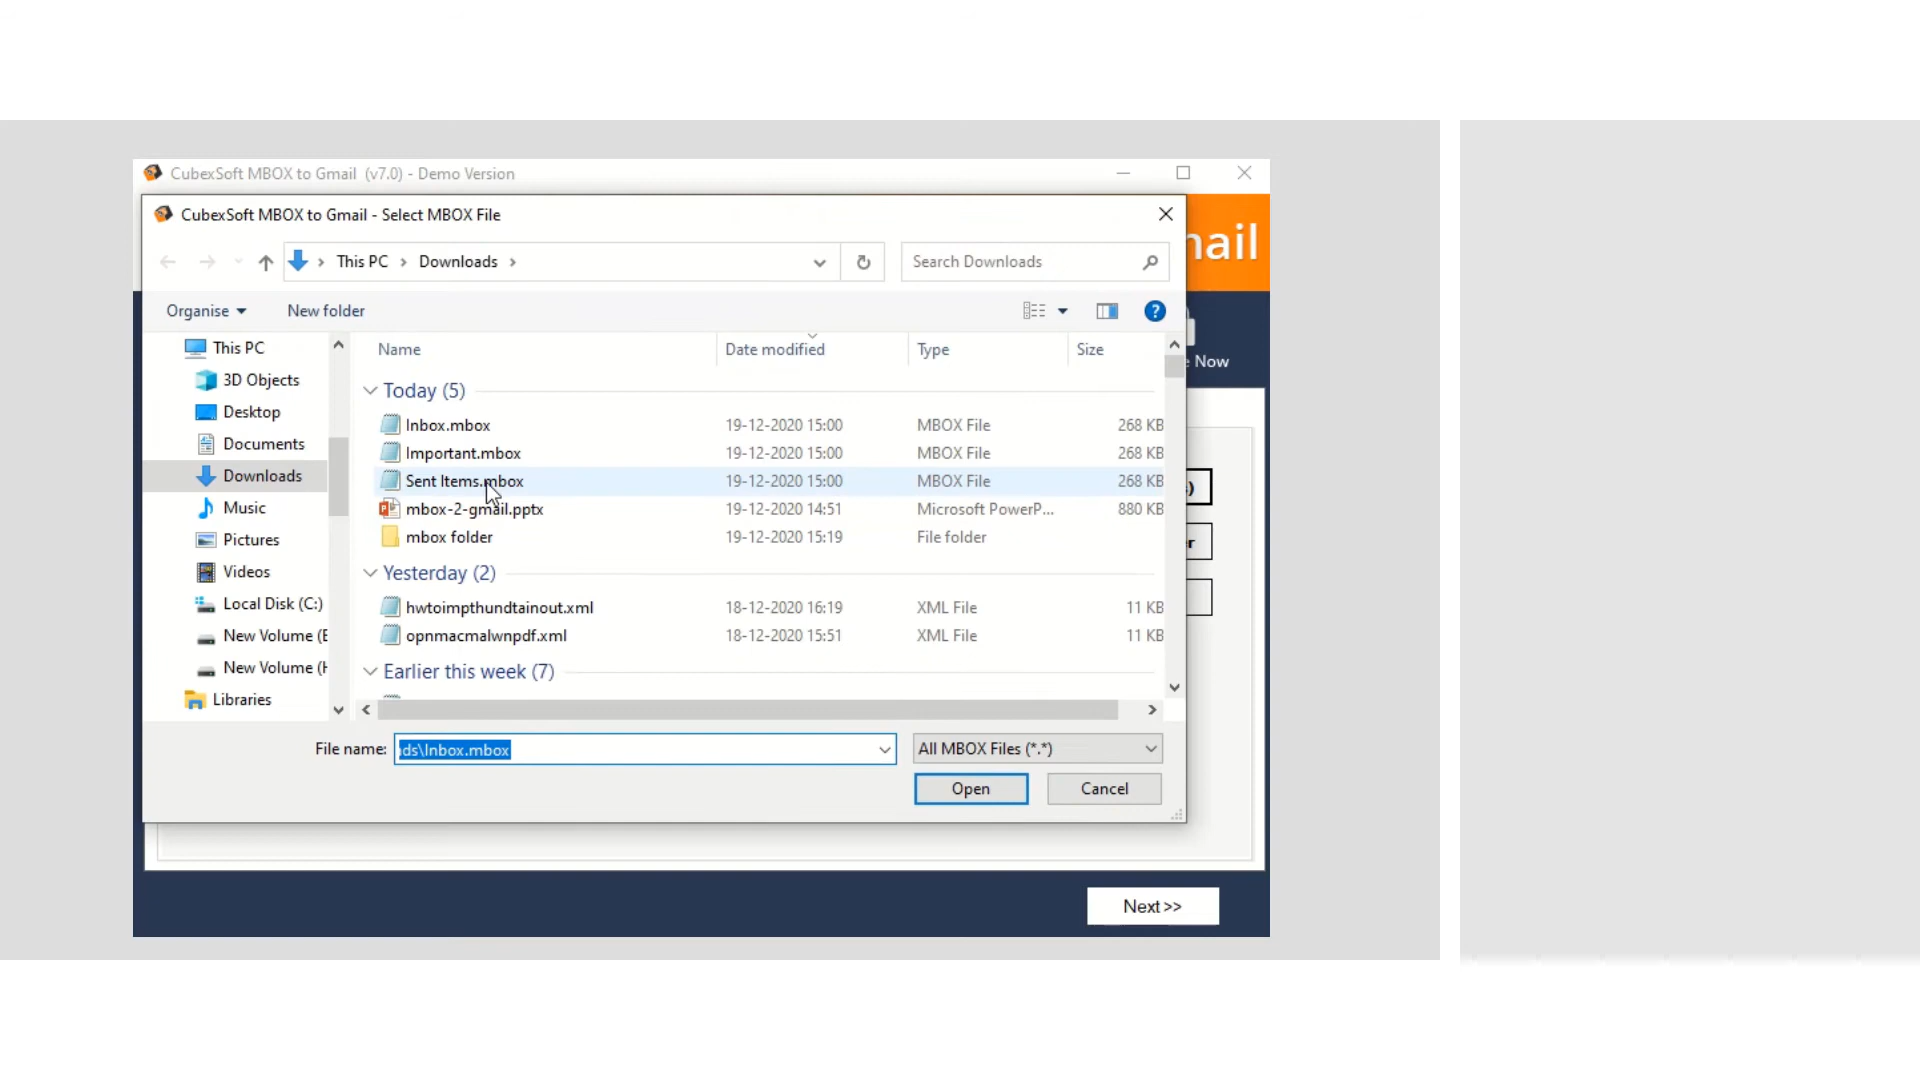 CubexSoft MBOX to Gmail (v7.0) - Demo Version
CubexSoft MBOX to Gmail - Select MBOX File
This PC > Downloads >
Search Downloads
Organise
New folder
?
Now
This PC
3D Objects
Desktop
Documents
Downloads
Music
Pictures
Videos
Local Disk (C:)
New Volume (E
New Volume (H
Libraries
Name Date modified Type Size
Today (5)
Inbox.mbox 19-12-2020 15:00 MBOX File 268 KB
Important.mbox 19-12-2020 15:00 MBOX File 268 KB
Sent Items.mbox 19-12-2020 15:00 MBOX File 268 KB
mbox-2-gmail.pptx 19-12-2020 14:51 Microsoft PowerP... 880 KB
mbox folder 19-12-2020 15:19 File folder
Yesterday (2)
hwtoimpthundtainout.xml 18-12-2020 16:19 XML File 11 KB
opnmacmalwnpdf.xml 18-12-2020 15:51 XML File 11 KB
Earlier this week (7)
File name: ds\Inbox.mbox
All MBOX Files (*.*)
Open
Cancel
Next >>